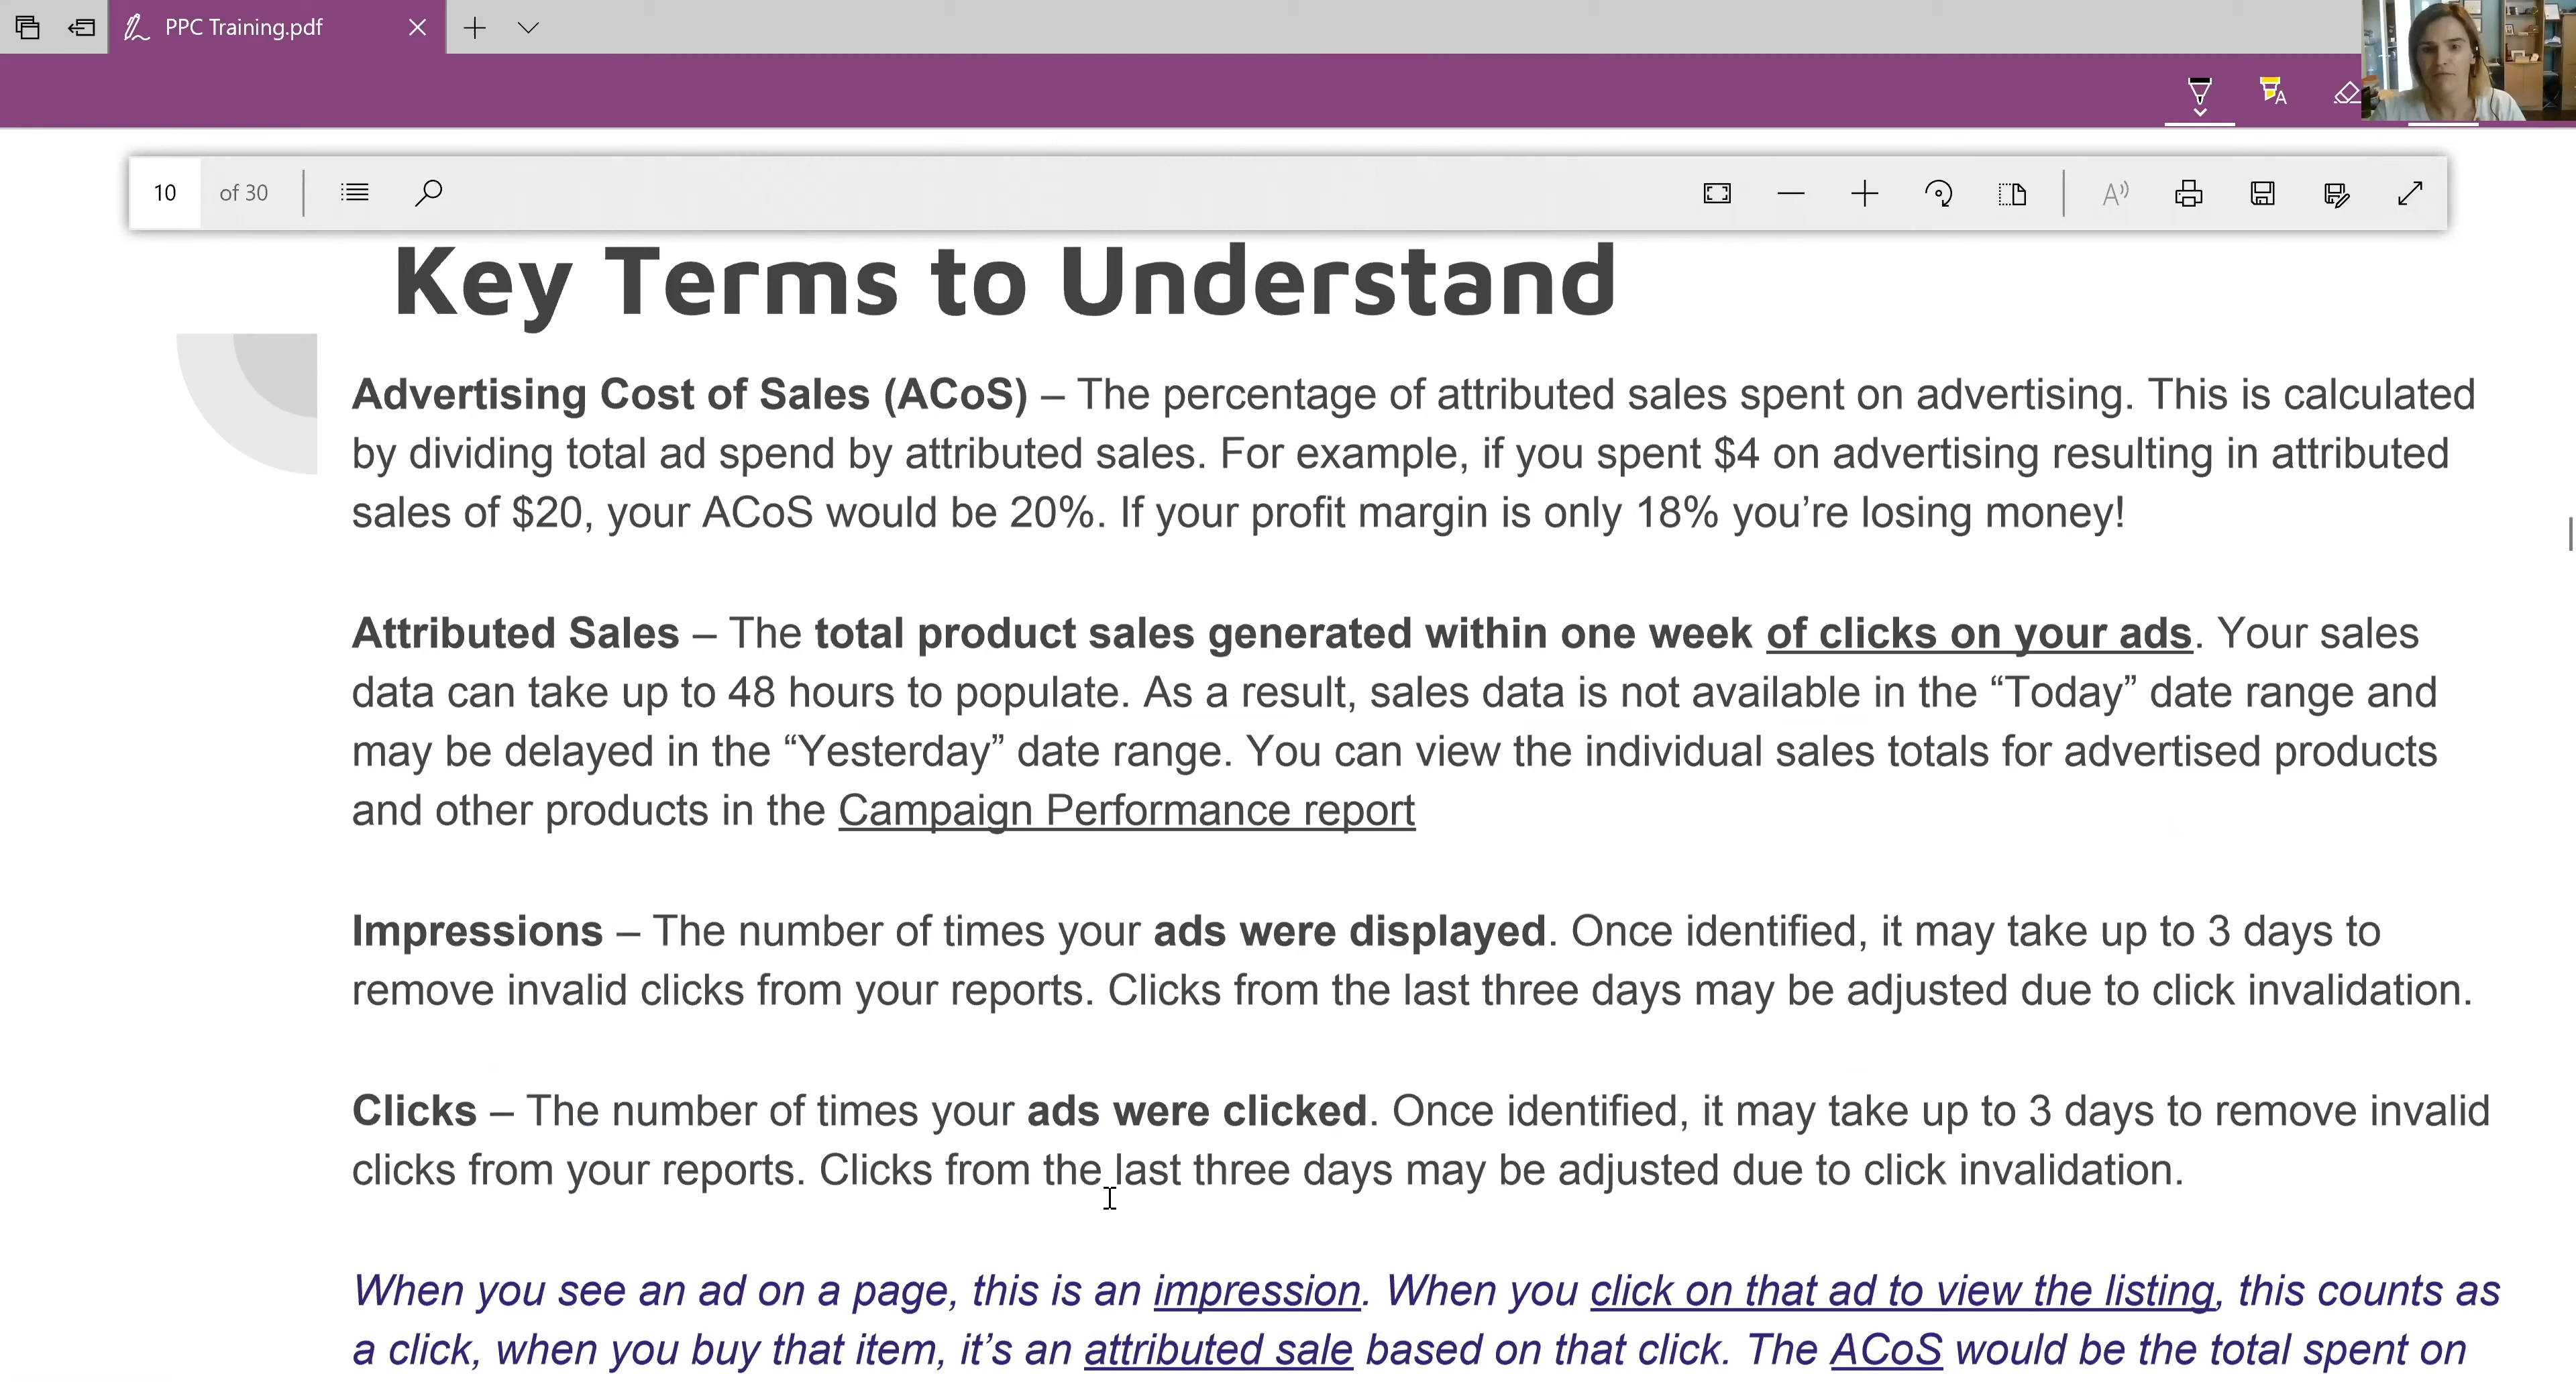 PPC Training.pdf
10 of 30
Key Terms to Understand
Advertising Cost of Sales (ACoS) – The percentage of attributed sales spent on advertising. This is calculated
by dividing total ad spend by attributed sales. For example, if you spent $4 on advertising resulting in attributed
sales of $20, your ACoS would be 20%. If your profit margin is only 18% you’re losing money!
Attributed Sales – The total product sales generated within one week of clicks on your ads. Your sales
data can take up to 48 hours to populate. As a result, sales data is not available in the “Today” date range and
may be delayed in the “Yesterday” date range. You can view the individual sales totals for advertised products
and other products in the Campaign Performance report
Impressions – The number of times your ads were displayed. Once identified, it may take up to 3 days to
remove invalid clicks from your reports. Clicks from the last three days may be adjusted due to click invalidation.
Clicks – The number of times your ads were clicked. Once identified, it may take up to 3 days to remove invalid
clicks from your reports. Clicks from the last three days may be adjusted due to click invalidation.
When you see an ad on a page, this is an impression. When you click on that ad to view the listing, this counts as
a click, when you buy that item, it’s an attributed sale based on that click. The ACoS would be the total spent on